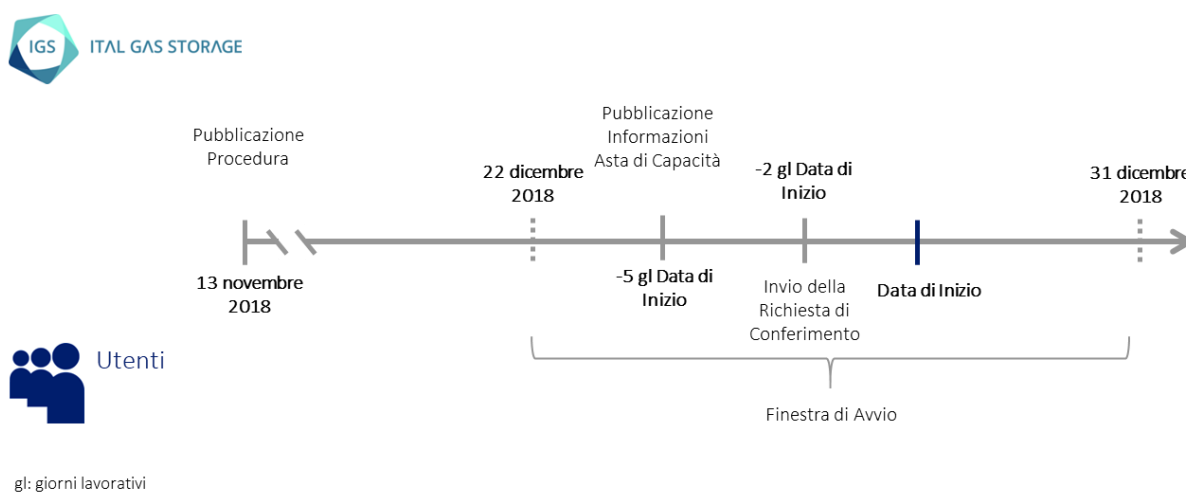 IGS
ITAL GAS STORAGE
Pubblicazione
Procedura
22 dicembre
2018
Pubblicazione
Informazioni
Asta di Capacità
-2 gl Data di
Inizio
31 dicembre
2018
13 novembre
2018
-5 gl Data di
Inizio
Invio della
Richiesta di
Conferimento
Data di Inizio
Utenti
Finestra di Avvio
gl: giorni lavorativi